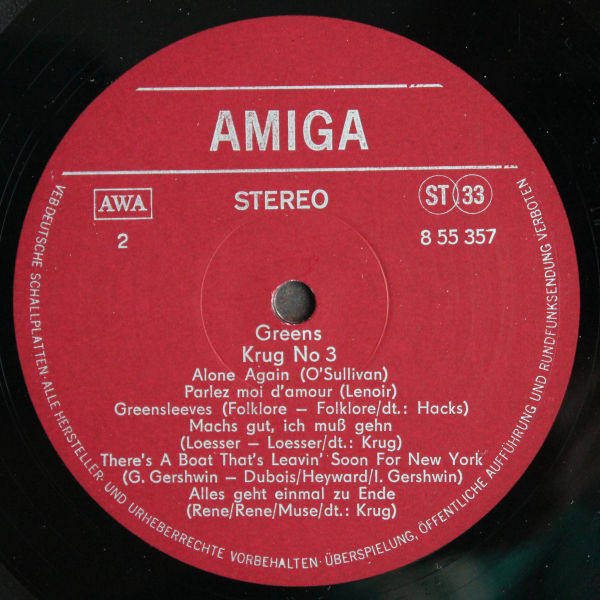 AMIGA
AWA
STEREO
ST 33
2
8 55 357
Greens
Krug No 3
Alone Again (O'Sullivan)
Parlez moi d'amour (Lenoir)
Greensleeves (Folklore – Folklore/dt.: Hacks)
Machs gut, ich muß gehn
(Loesser – Loesser/dt.: Krug)
There's A Boat That's Leavin' Soon For New York
(G. Gershwin – Dubois/Heyward/I. Gershwin)
Alles geht einmal zu Ende
(Rene/Rene/Muse/dt.: Krug)
VEB DEUTSCHE SCHALLPLATTEN · ALLE HERSTELLER- UND URHEBERRECHTE VORBEHALTEN · ÜBERSPIELUNG, ÖFFENTLICHE AUFFÜHRUNG UND RUNDFUNKSENDUNG VERBOTEN